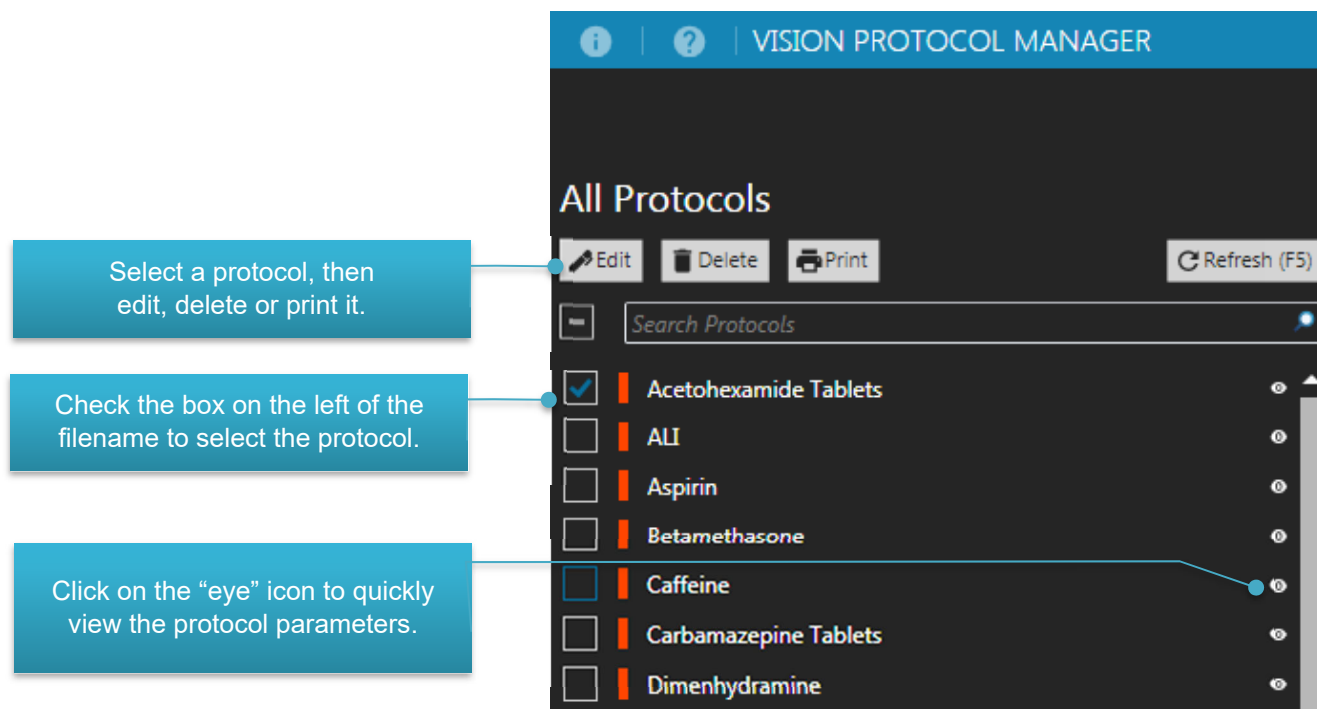 VISION PROTOCOL MANAGER
All Protocols
Edit Delete Print Refresh (F5)
Search Protocols
Select a protocol, then
edit, delete or print it.
Check the box on the left of the
filename to select the protocol.
Click on the “eye” icon to quickly
view the protocol parameters.
Acetohexamide Tablets
ALI
Aspirin
Betamethasone
Caffeine
Carbamazepine Tablets
Dimenhydramine